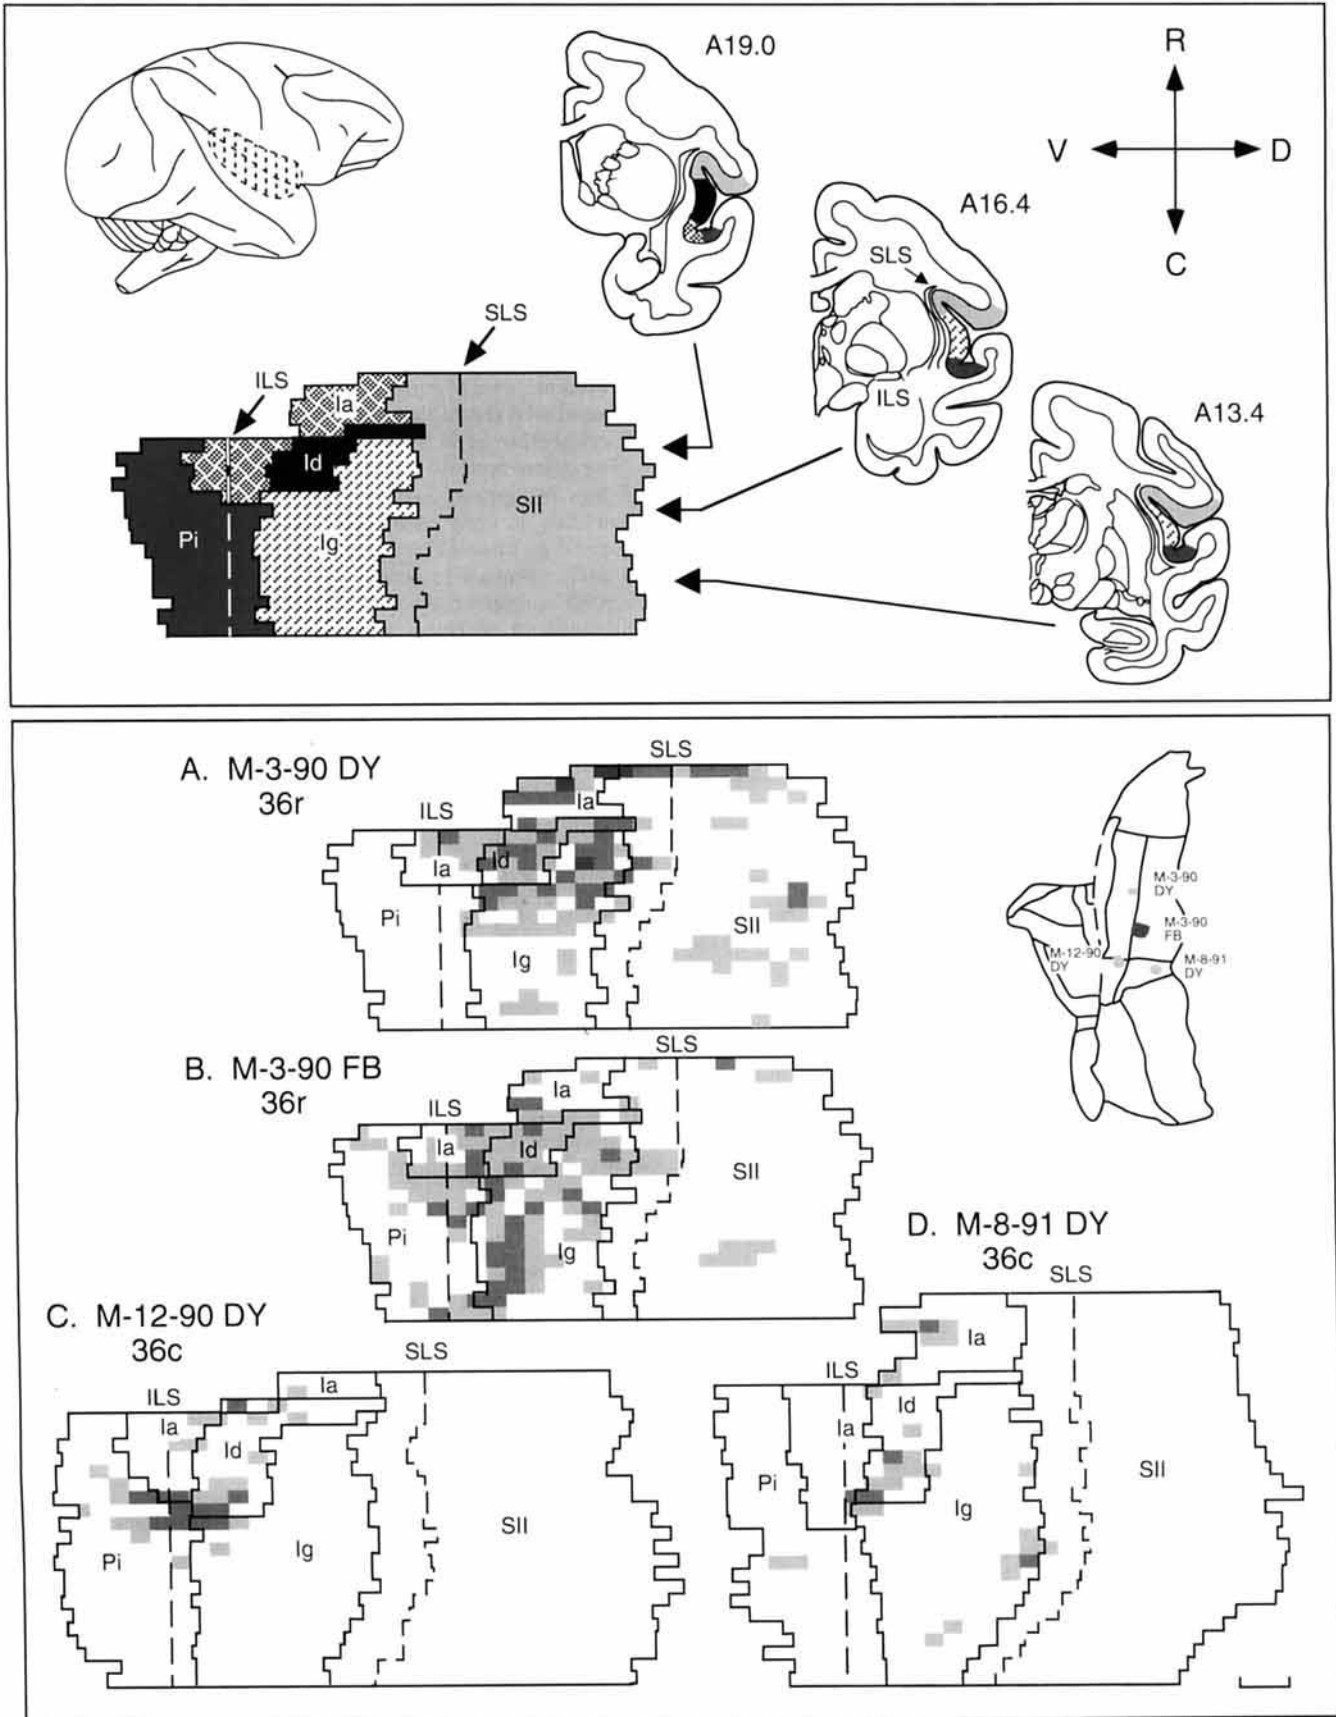 A19.0
R
V
D
C
A16.4
SLS
ILS
A13.4
SLS
ILS
Ia
Id
SII
Pi
Ig
A. M-3-90 DY
36r
SLS
ILS
Ia
Ia
Id
Pi
SII
Ig
M-3-90
DY
M-3-90
FB
M-12-90
DY
M-8-91
DY
B. M-3-90 FB
36r
SLS
ILS
Ia
Ia
Id
SII
Pi
Ig
C. M-12-90 DY
36c
SLS
ILS
Ia
Ia
Id
SII
Pi
Ig
D. M-8-91 DY
36c
SLS
ILS
Ia
Ia
Id
Pi
SII
Ig